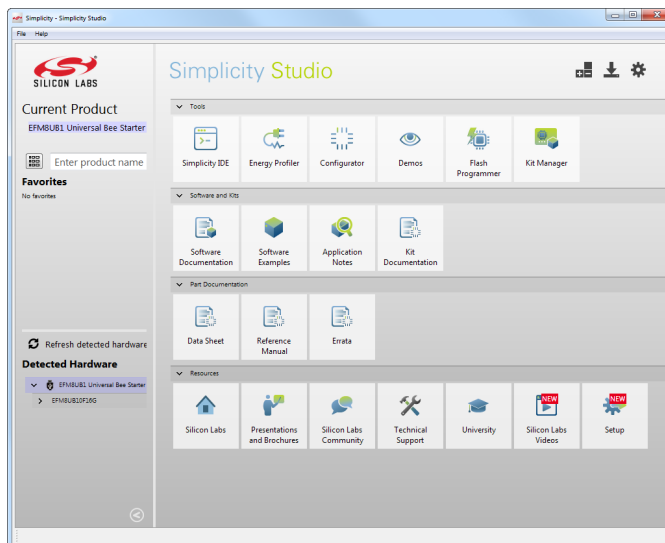 Simplicity - Simplicity Studio
File Help
SILICON LABS
Simplicity Studio
Current Product
EFM8UB1 Universal Bee Starter
Enter product name
Favorites
No favorites
Refresh detected hardware
Detected Hardware
EFM8UB1 Universal Bee Starter
EFM8UB10F16G
Tools
Simplicity IDE
Energy Profiler
Configurator
Demos
Flash
Programmer
Kit Manager
Software and Kits
Software
Documentation
Software
Examples
Application
Notes
Kit
Documentation
Part Documentation
Data Sheet
Reference
Manual
Errata
Resources
Silicon Labs
Presentations
and Brochures
Silicon Labs
Community
Technical
Support
University
NEW
Silicon Labs
Videos
NEW
Setup